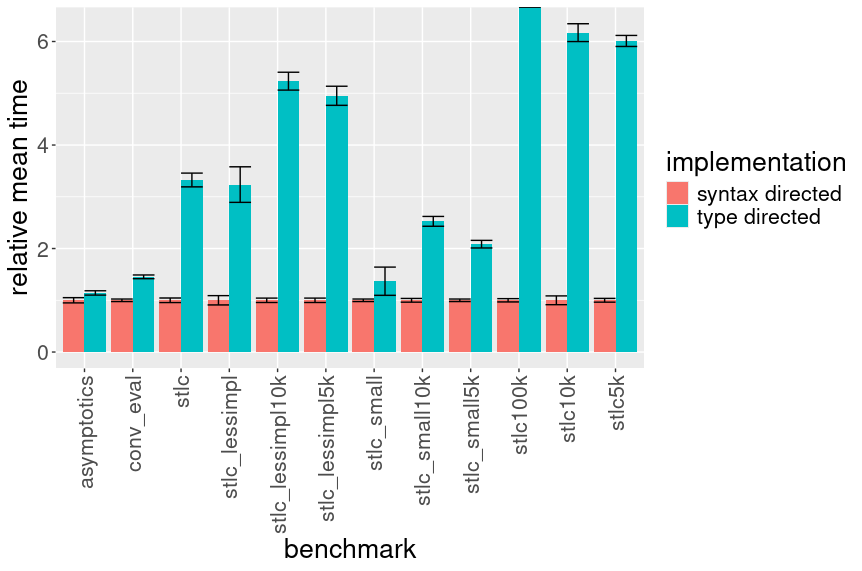 relative mean time
6
4
2
0
asymptotics
conv_eval
stlc
stlc_lessimpl
stlc_lessimpl10k
stlc_lessimpl5k
stlc_small
stlc_small10k
stlc_small5k
stlc100k
stlc10k
stlc5k
benchmark
implementation
syntax directed
type directed